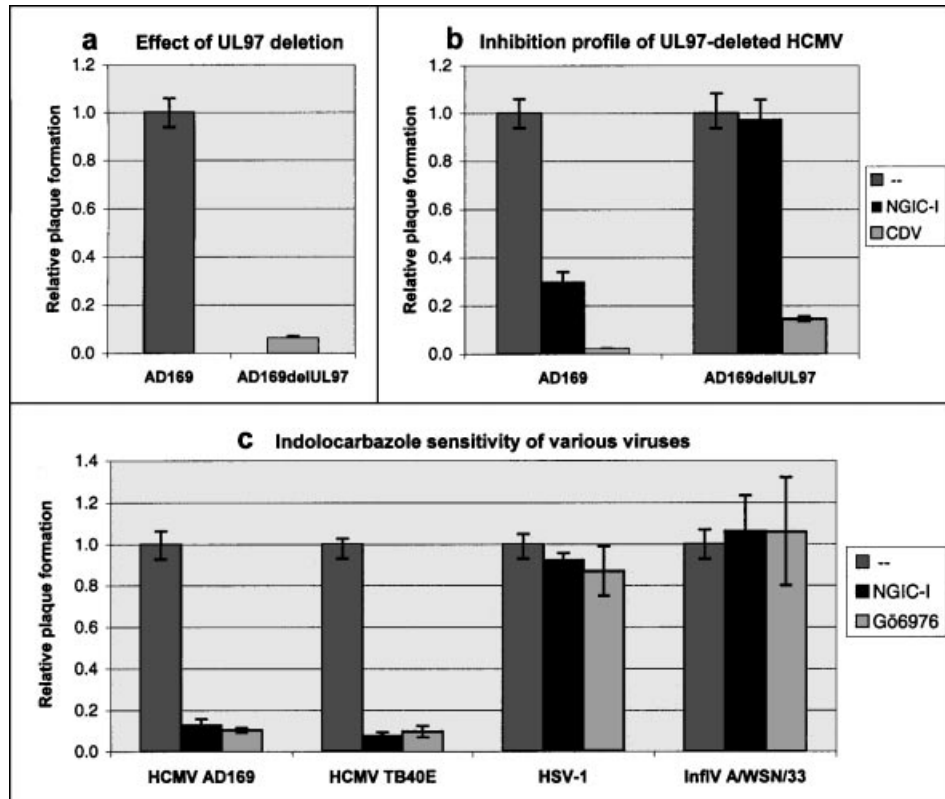 a Effect of UL97 deletion
Relative plaque formation
1.2
1.0
0.8
0.6
0.4
0.2
0.0
AD169 AD169delUL97
b Inhibition profile of UL97-deleted HCMV
Relative plaque formation
1.2
1.0
0.8
0.6
0.4
0.2
0.0
AD169 AD169delUL97
--
NGIC-I
CDV
c Indolocarbazole sensitivity of various viruses
Relative plaque formation
1.4
1.2
1.0
0.8
0.6
0.4
0.2
0.0
HCMV AD169 HCMV TB40E HSV-1 InflV A/WSN/33
--
NGIC-I
Gö6976